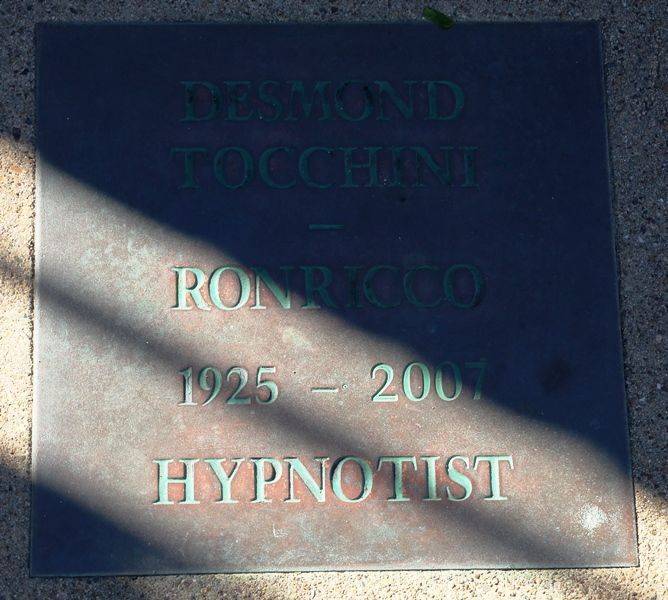 DESMOND
TOCCHINI
–
RONRICCO
1925 – 2007
HYPNOTIST